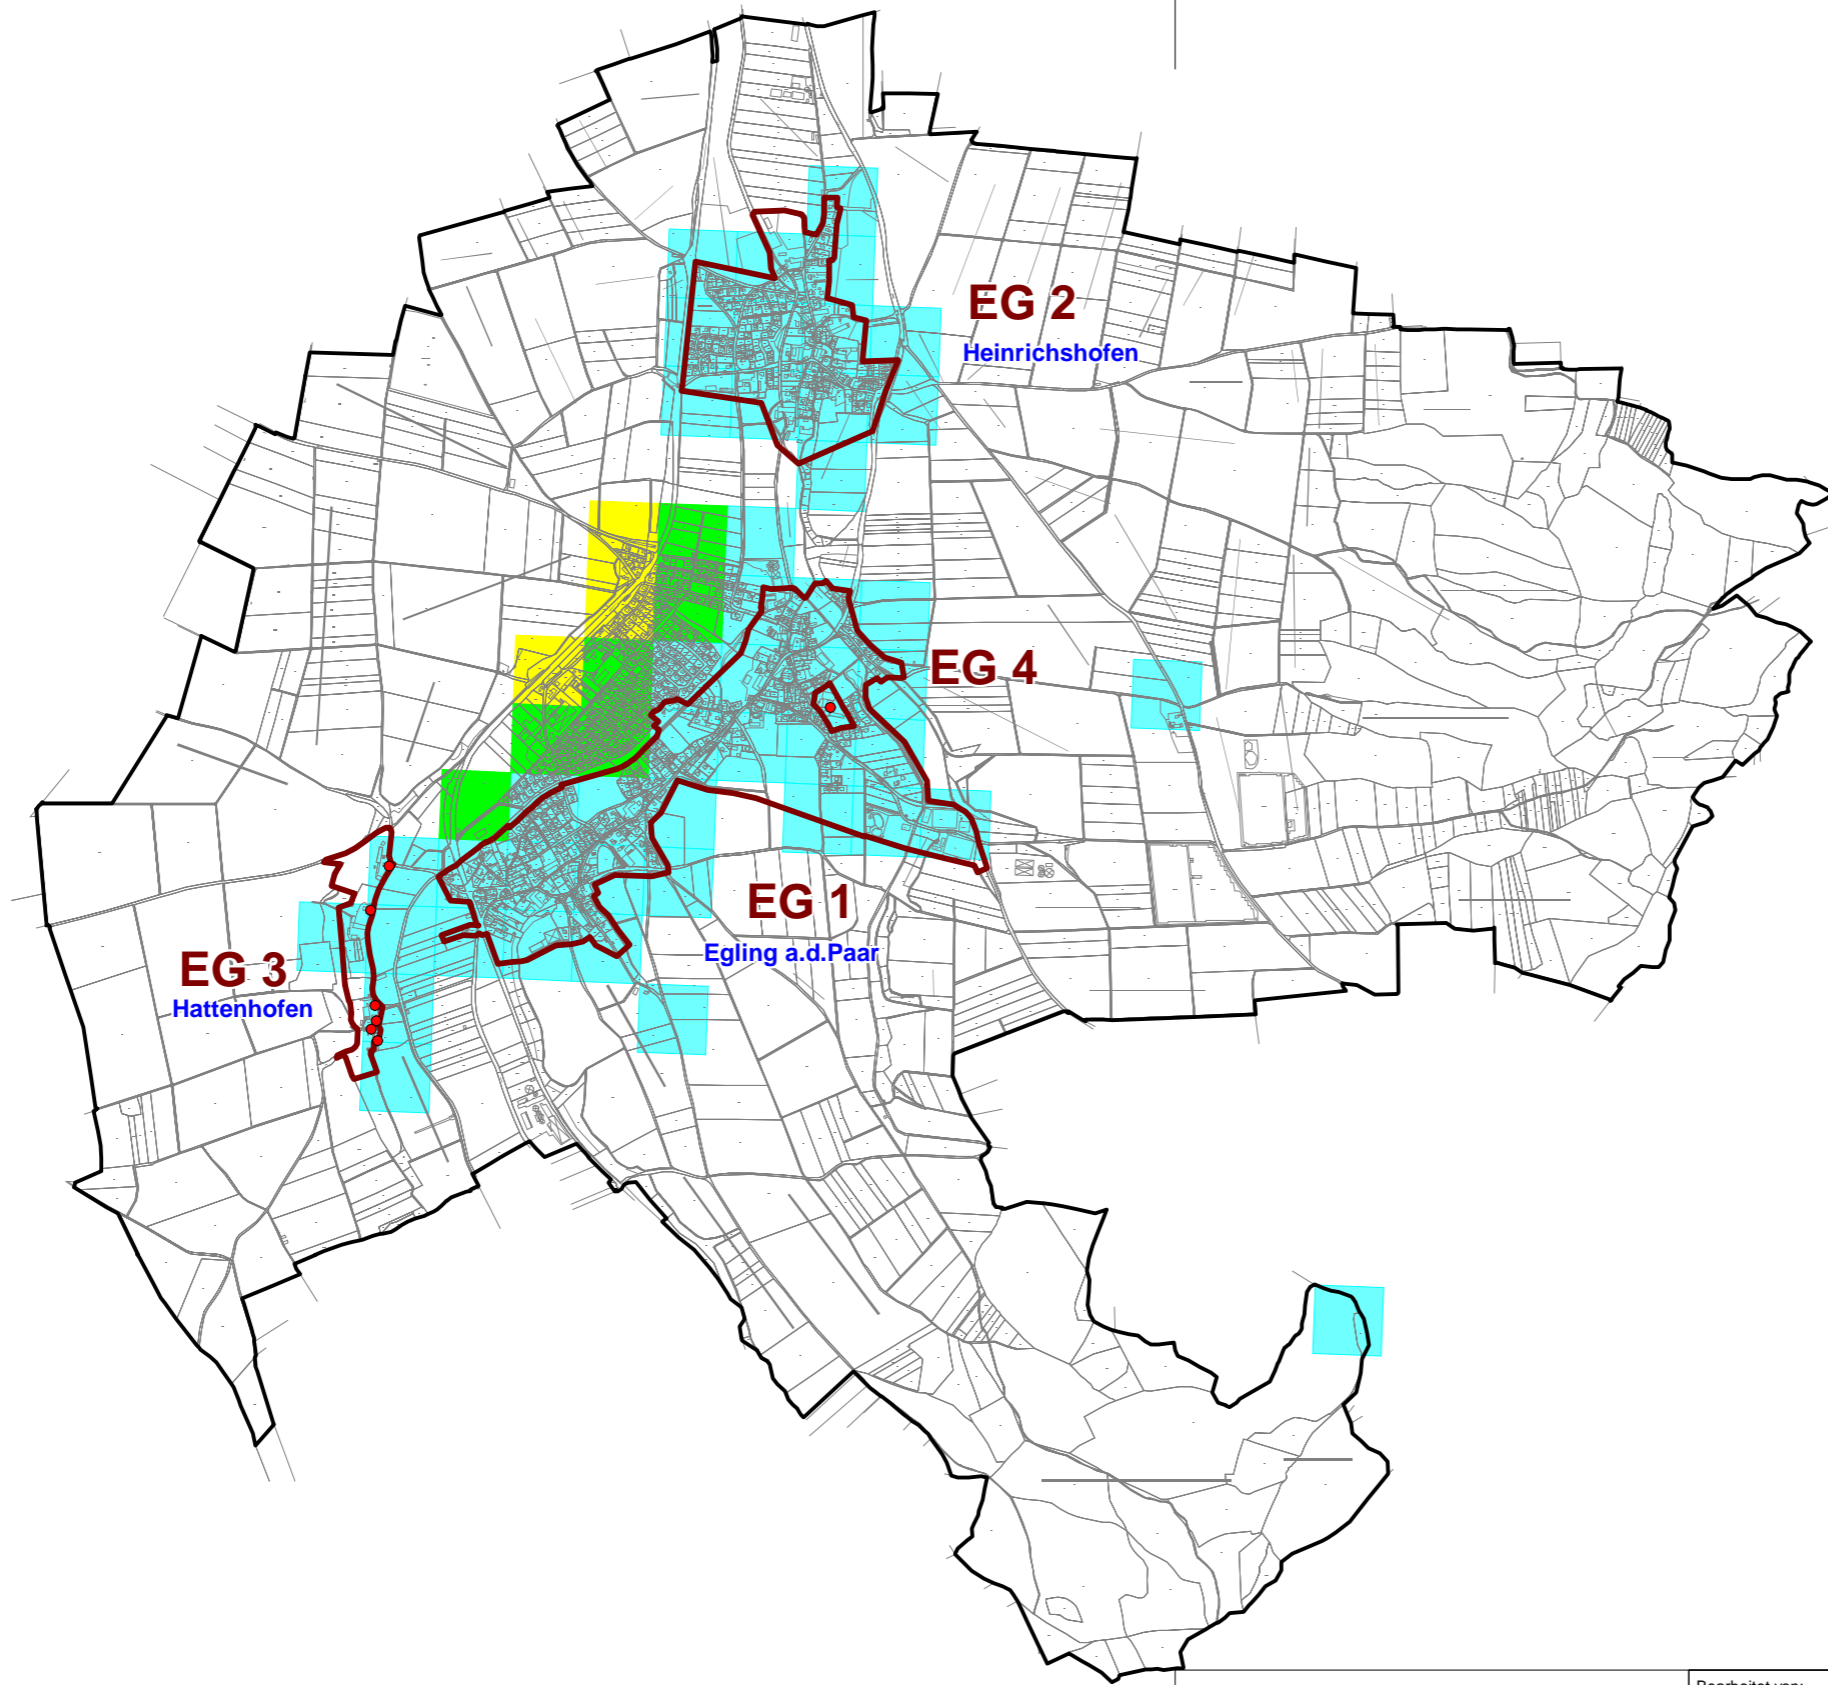 EG 2
Heinrichshofen
EG 4
EG 1
Egling a.d.Paar
EG 3
Hattenhofen